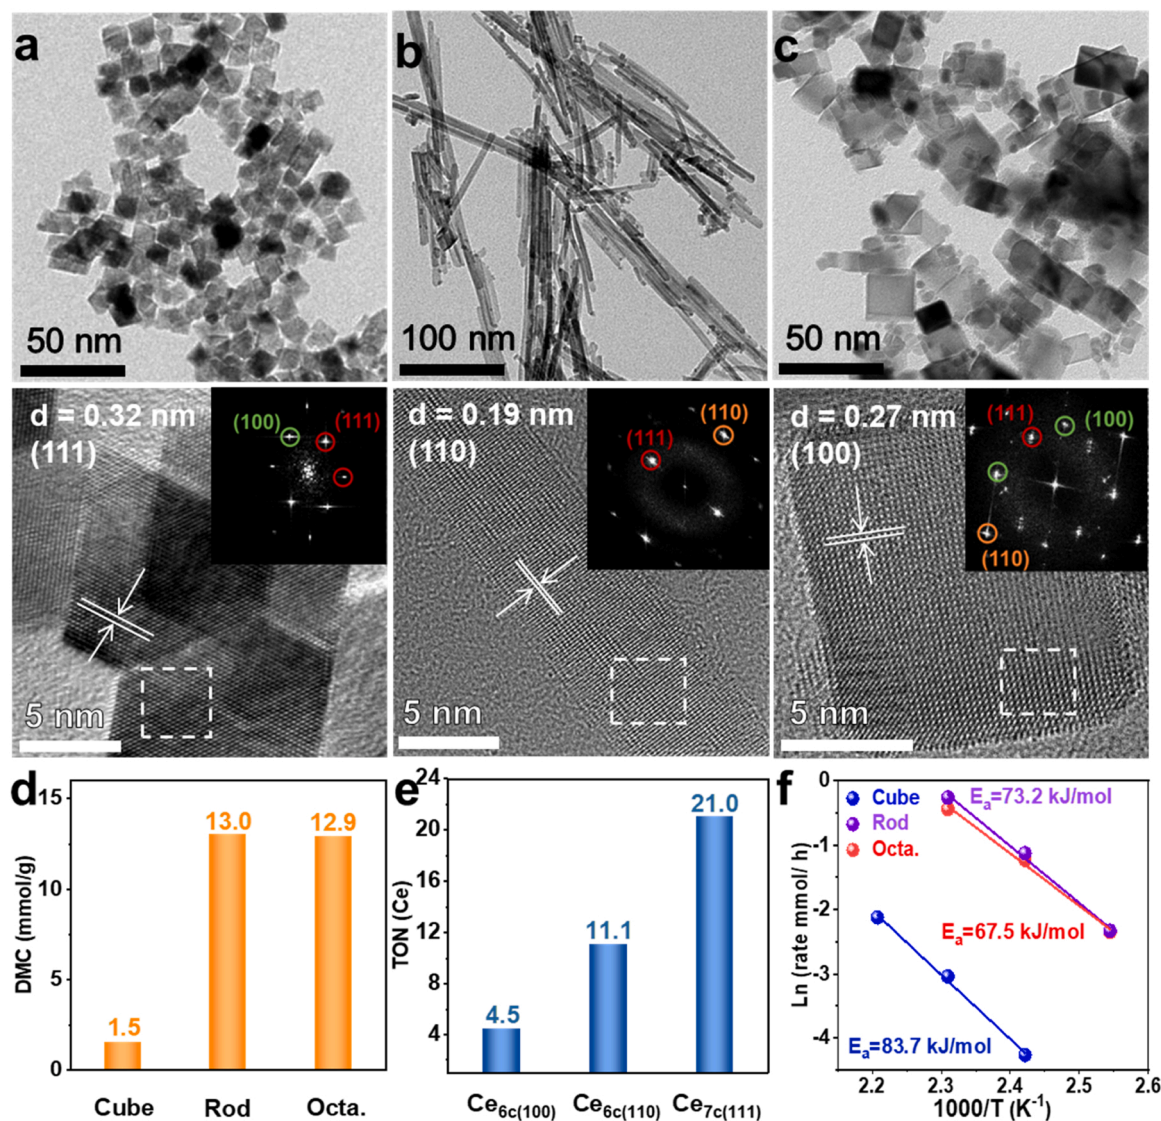 a
50 nm
b
100 nm
c
50 nm
d = 0.32 nm
(111)
(100)
(111)
5 nm
d = 0.19 nm
(110)
(111)
(110)
5 nm
d = 0.27 nm
(100)
(111)
(100)
(110)
5 nm
d
DMC (mmol/g)
15
10
5
0
1.5
13.0
12.9
Cube
Rod
Octa.
e
TON (Ce)
24
20
16
12
8
4
4.5
11.1
21.0
Ce6c(100)
Ce6c(110)
Ce7c(111)
f
Ln (rate mmol/ h)
0
-1
-2
-3
-4
Cube
Rod
Octa.
Ea=73.2 kJ/mol
Ea=67.5 kJ/mol
Ea=83.7 kJ/mol
2.2
2.3
2.4
2.5
2.6
1000/T (K-1)